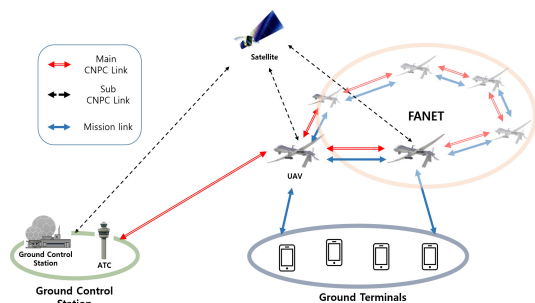 Main
CNPC Link
Sub
CNPC Link
Mission link
Satellite
FANET
UAV
Ground Control
Station
ATC
Ground Control
Station
Ground Terminals